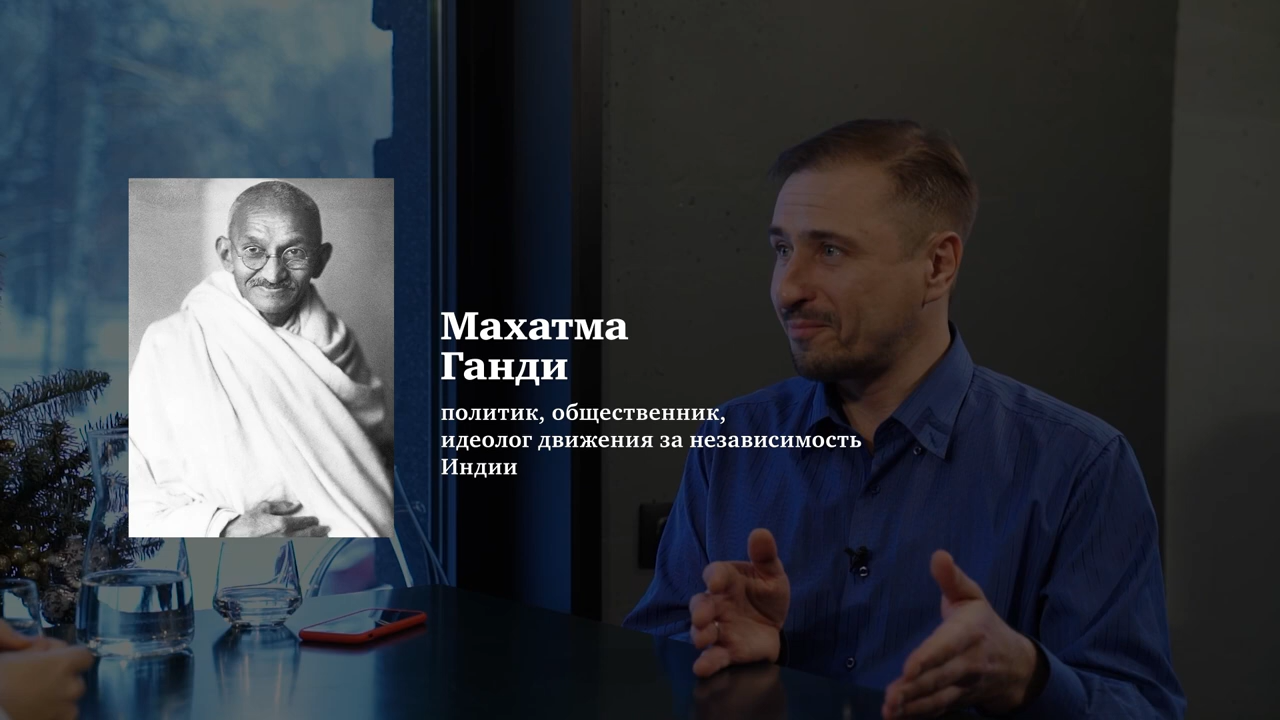 Махатма
Ганди
политик, общественник,
идеолог движения за независимость
Индии